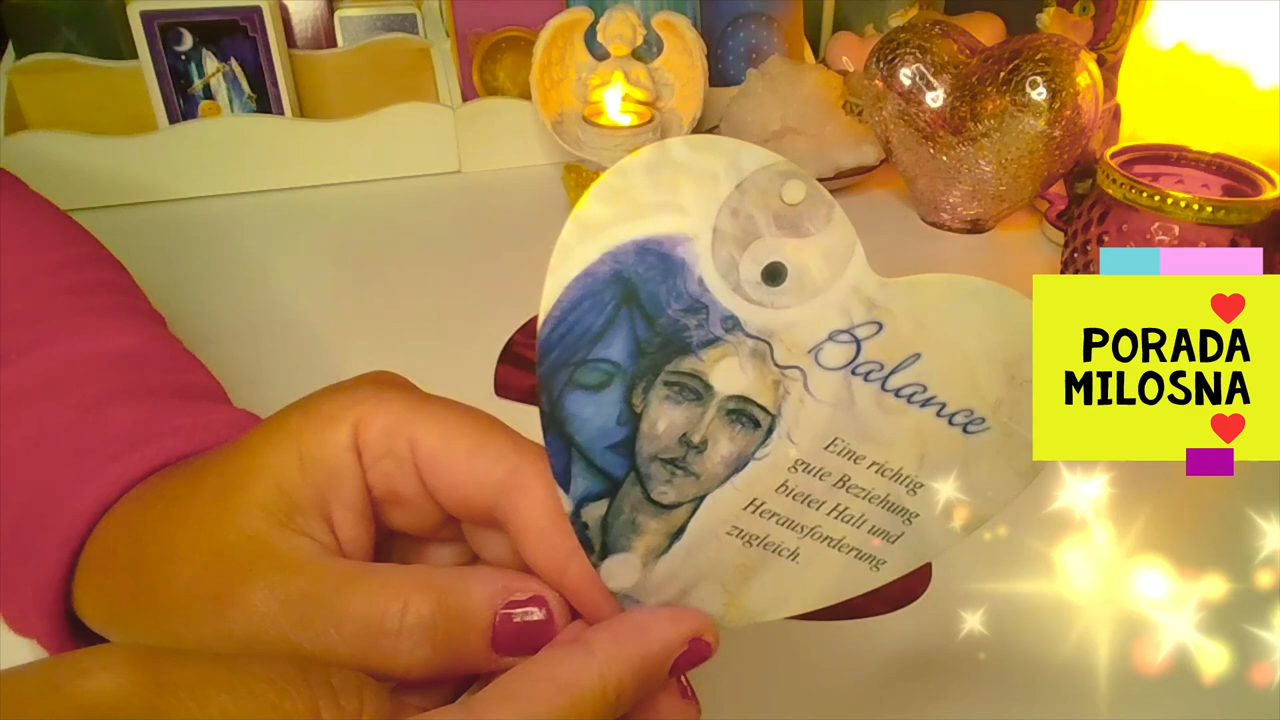 Balance
Eine richtig
gute Beziehung
bietet Halt und
Herausforderung
zugleich.
PORADA
MILOSNA